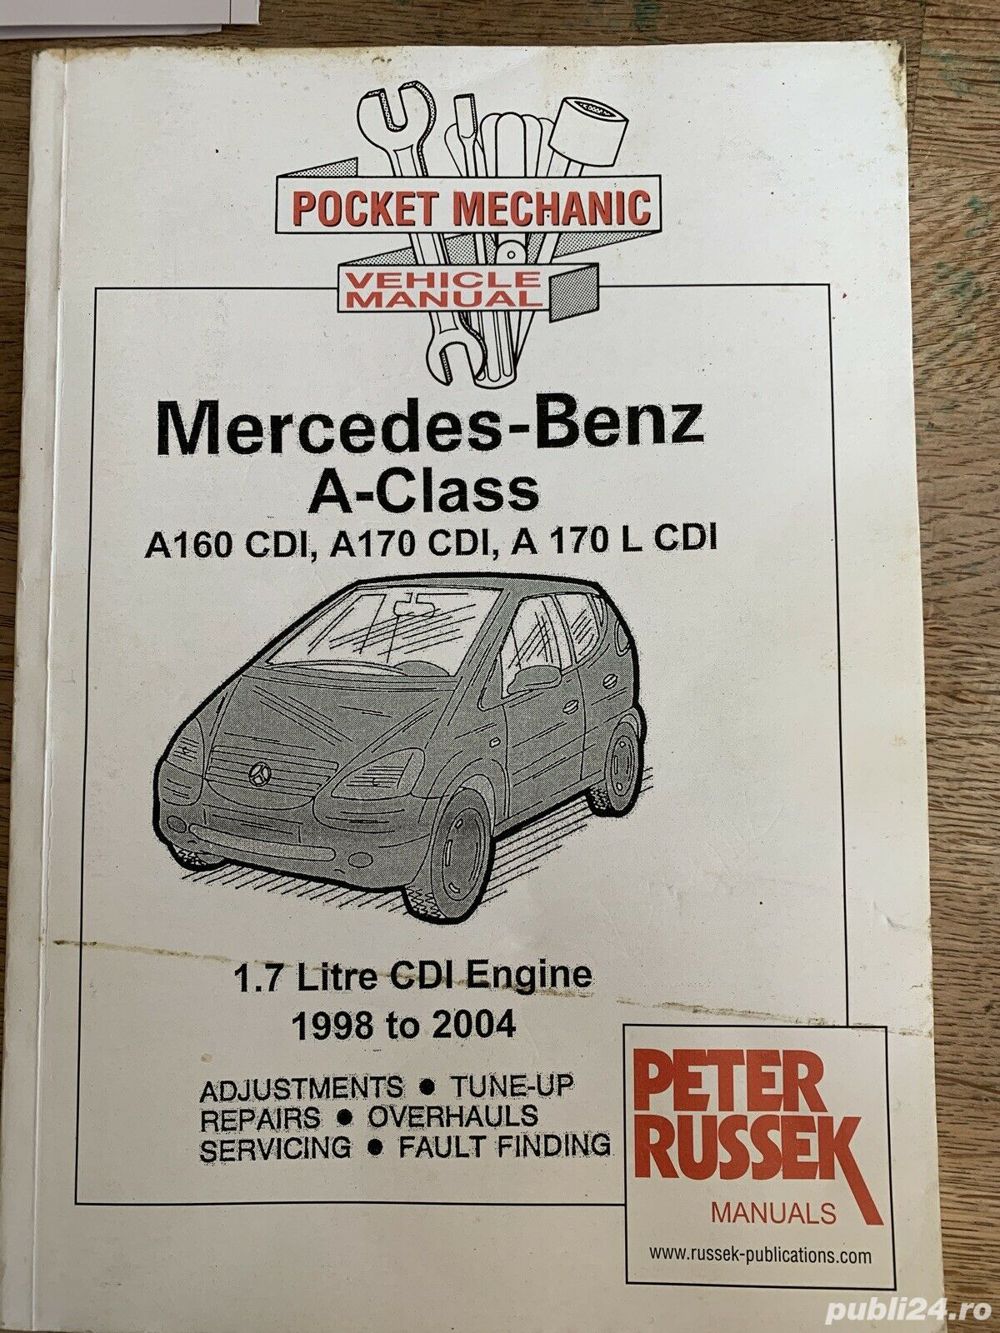 POCKET MECHANIC
VEHICLE
MANUAL
Mercedes-Benz
A-Class
A160 CDI, A170 CDI, A 170 L CDI
1.7 Litre CDI Engine
1998 to 2004
ADJUSTMENTS ● TUNE-UP
REPAIRS ● OVERHAULS
SERVICING ● FAULT FINDING
PETER
RUSSEK
MANUALS
www.russek-publications.com
publi24.ro